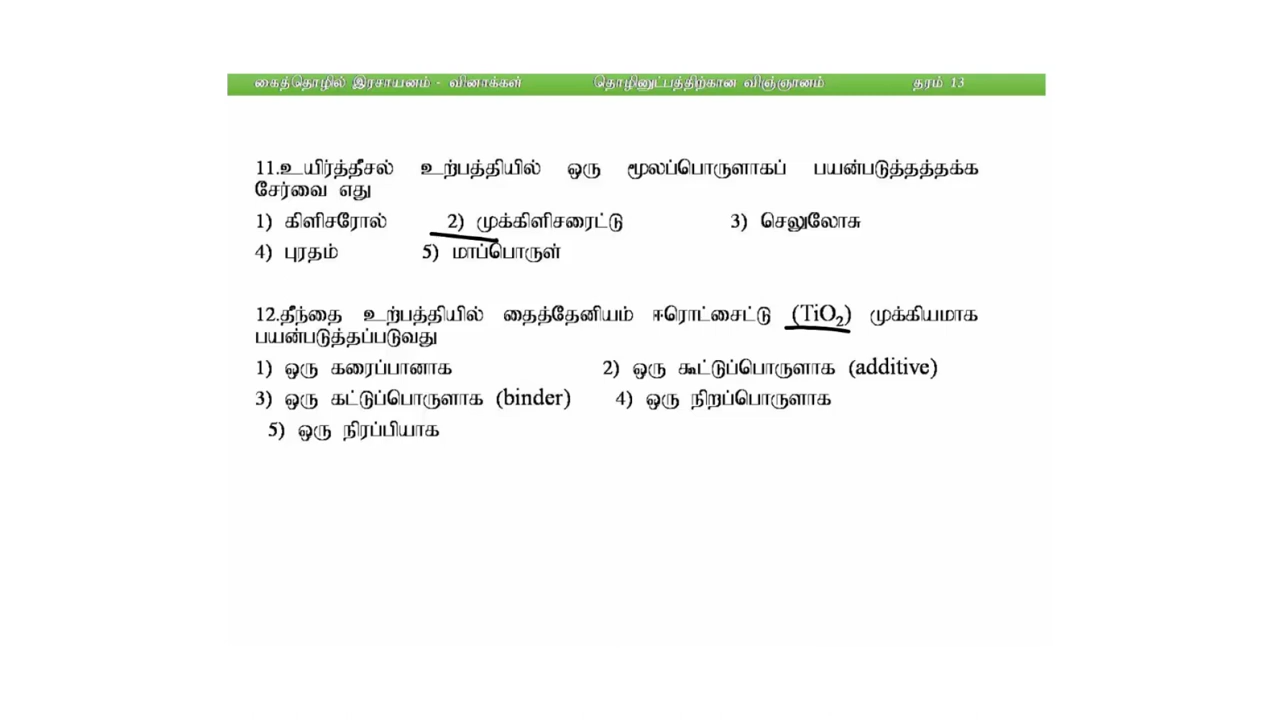 கைத்தொழில் இரசாயனம் - வினாக்கள் தொழினுட்பத்திற்கான விஞ்ஞானம் தரம் 13
11.உயிர்த்தீசல் உற்பத்தியில் ஒரு மூலப்பொருளாகப் பயன்படுத்தத்தக்க
சேர்வை எது
1) கிளிசரோல் 2) முக்கிளிசரைட்டு 3) செலுலோசு
4) புரதம் 5) மாப்பொருள்
12.தீந்தை உற்பத்தியில் தைத்தேனியம் ஈரொட்சைட்டு (TiO₂) முக்கியமாக
பயன்படுத்தப்படுவது
1) ஒரு கரைப்பானாக 2) ஒரு கூட்டுப்பொருளாக (additive)
3) ஒரு கட்டுப்பொருளாக (binder) 4) ஒரு நிறப்பொருளாக
5) ஒரு நிரப்பியாக